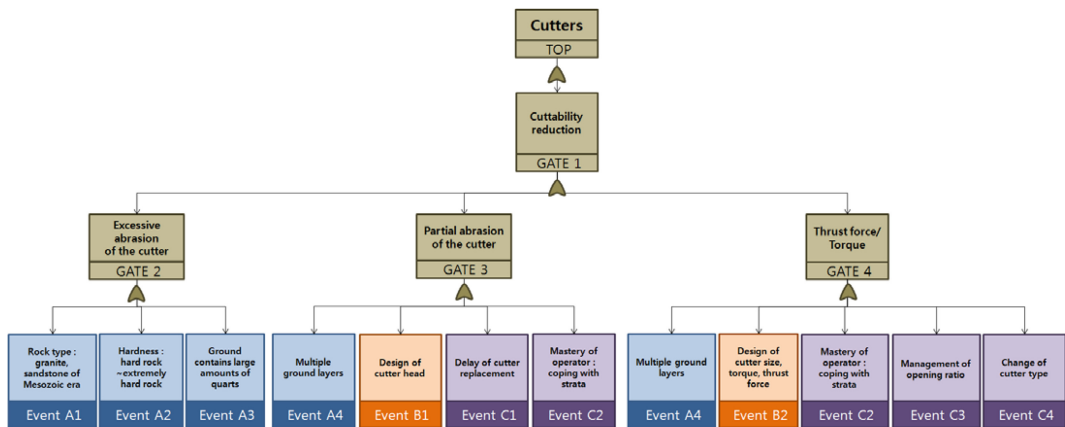 Cutters
TOP
Cuttability
reduction
GATE 1
Excessive
abrasion
of the cutter
GATE 2
Partial abrasion
of the cutter
GATE 3
Thrust force/
Torque
GATE 4
Rock type :
granite,
sandstone of
Mesozoic era
Event A1
Hardness :
hard rock
~extremely
hard rock
Event A2
Ground
contains large
amounts of
quarts
Event A3
Multiple
ground layers
Event A4
Design of
cutter head
Event B1
Delay of cutter
replacement
Event C1
Mastery of
operator :
coping with
strata
Event C2
Multiple ground
layers
Event A4
Design of
cutter size,
torque, thrust
force
Event B2
Mastery of
operator :
coping with
strata
Event C2
Management of
opening ratio
Event C3
Change of
cutter type
Event C4